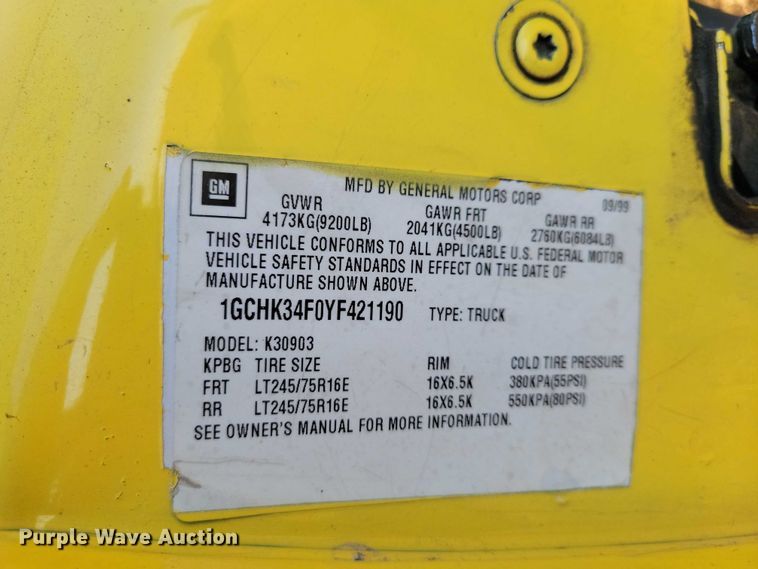 GM
MFD BY GENERAL MOTORS CORP 09/99
GVWR GAWR FRT GAWR RR
4173KG(9200LB) 2041KG(4500LB) 2760KG(6084LB)
THIS VEHICLE CONFORMS TO ALL APPLICABLE U.S. FEDERAL MOTOR
VEHICLE SAFETY STANDARDS IN EFFECT ON THE DATE OF
MANUFACTURE SHOWN ABOVE.
1GCHK34F0YF421190 TYPE: TRUCK
MODEL: K30903
KPBG TIRE SIZE RIM COLD TIRE PRESSURE
FRT LT245/75R16E 16X6.5K 380KPA(55PSI)
RR LT245/75R16E 16X6.5K 550KPA(80PSI)
SEE OWNER'S MANUAL FOR MORE INFORMATION.
Purple Wave Auction